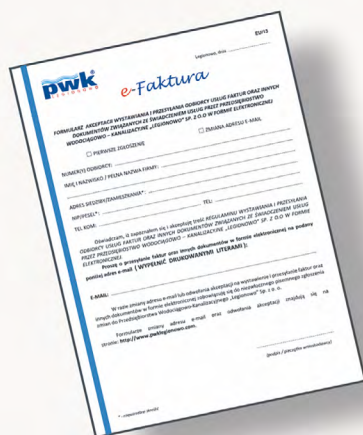 EU/13
pwk
LEGIONOWO
e-Faktura
Legionowo, dnia ....................
FORMULARZ AKCEPTACJI WYSTAWIANIA I PRZESYŁANIA ODBIORCY USŁUG FAKTUR ORAZ INNYCH
DOKUMENTÓW ZWIĄZANYCH ZE ŚWIADCZENIEM USŁUG PRZEZ PRZEDSIĘBIORSTWO
WODOCIĄGOWO – KANALIZACYJNE „LEGIONOWO" SP. Z O.O W FORMIE ELEKTRONICZNEJ
☐ PIERWSZE ZGŁOSZENIE ☐ ZMIANA ADRESU E-MAIL
NUMER(Y) ODBIORCY:
IMIĘ I NAZWISKO / PEŁNA NAZWA FIRMY:
ADRES SIEDZIBY/ZAMIESZKANIA*:
NIP/PESEL*:
TEL. KOM: TEL:
Oświadczam, iż zapoznałem się i akceptuję treść REGULAMINU WYSTAWIANIA I PRZESYŁANIA
ODBIORCY USŁUG FAKTUR ORAZ INNYCH DOKUMENTÓW ZWIĄZANYCH ZE ŚWIADCZENIEM USŁUG
PRZEZ PRZEDSIĘBIORSTWO WODOCIĄGOWO – KANALIZACYJNE „LEGIONOWO" SP. Z O.O W FORMIE
ELEKTRONICZNEJ
Proszę o przesyłanie faktur oraz innych dokumentów w formie elektronicznej na podany
poniżej adres e-mail ( WYPEŁNIĆ DRUKOWANYMI LITERAMI ):
E-MAIL:
W razie zmiany adresu e-mail lub odwołania akceptacji na wystawianie i przesyłanie faktur oraz
innych dokumentów w formie elektronicznej zobowiązuję się do niezwłocznego pisemnego zgłoszenia
zmian do Przedsiębiorstwa Wodociągowo-Kanalizacyjnego „Legionowo" Sp. z o. o.
Formularze zmiany adresu e-mail oraz odwołania akceptacji znajdują się na
stronie: http://www.pwklegionowo.com.
(podpis / pieczątka wnioskodawcy)
* - niepotrzebne skreślić